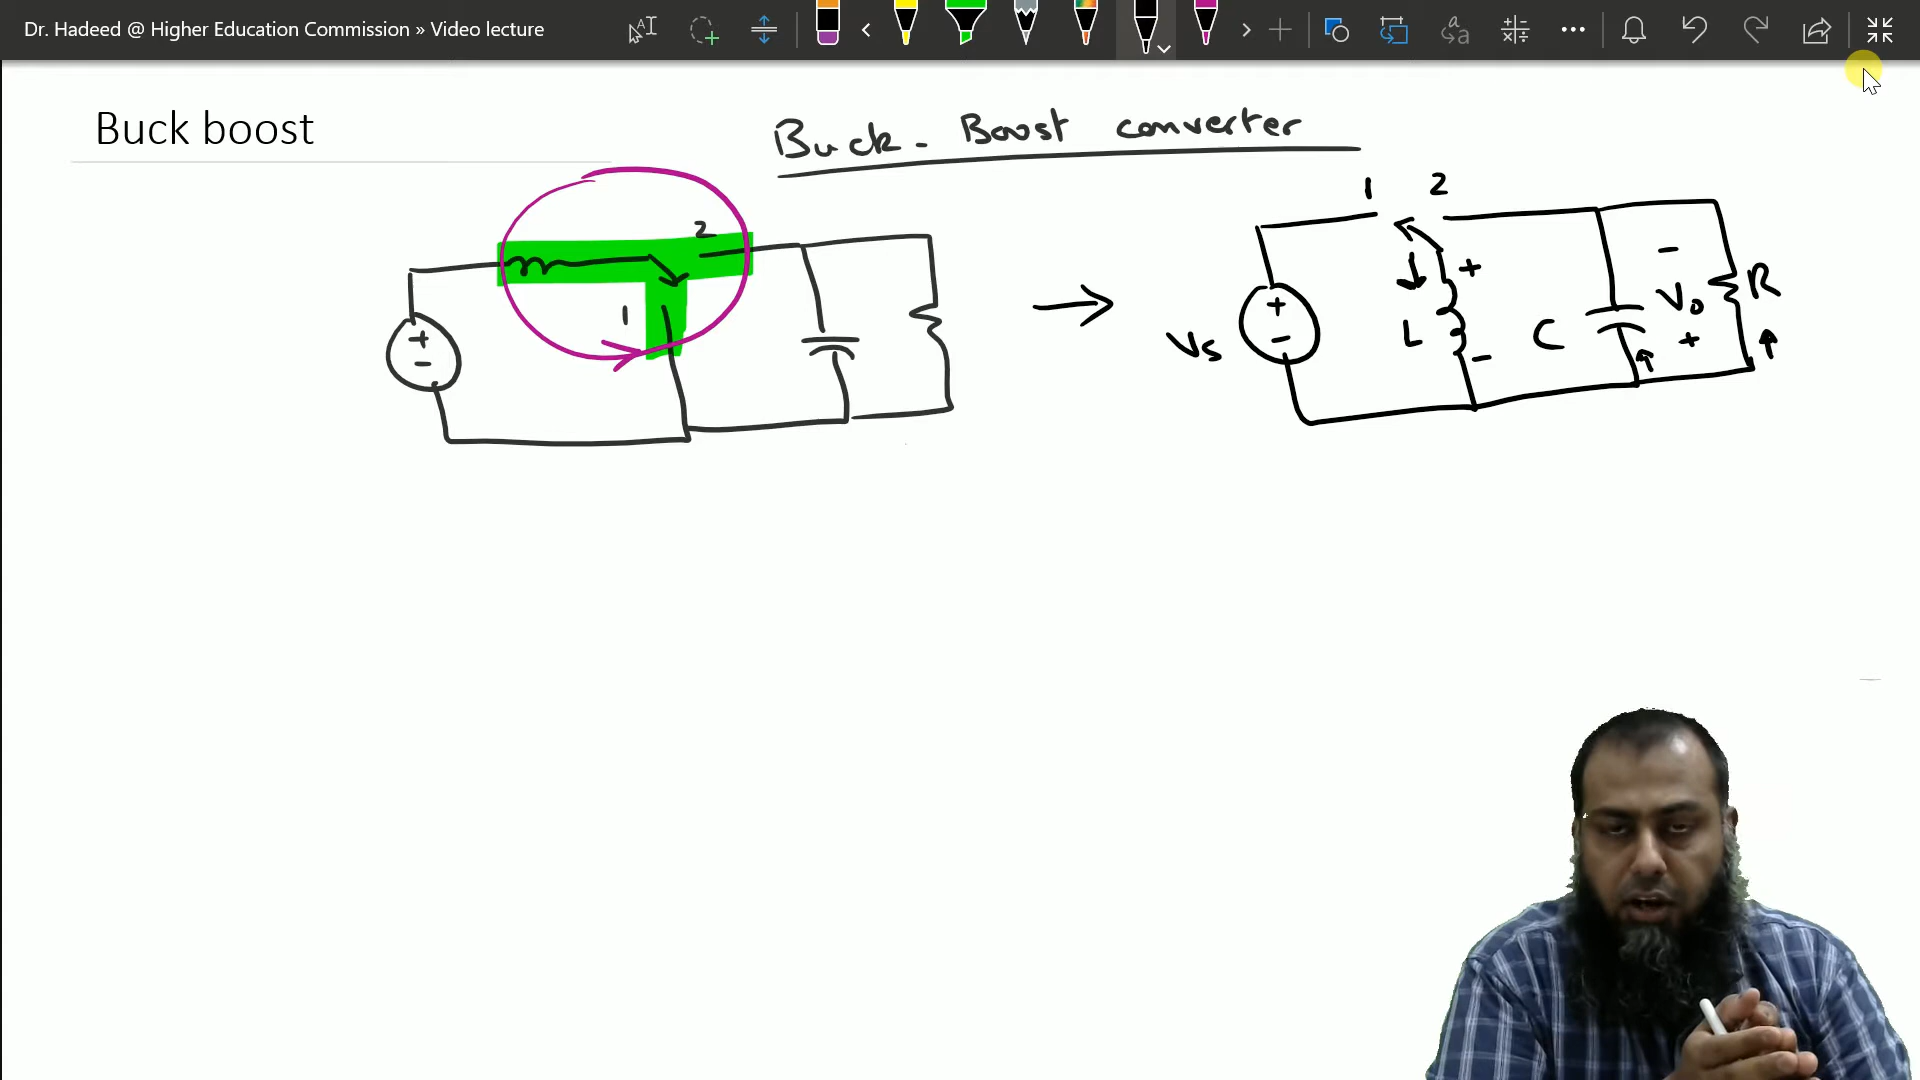 Dr. Hadeed @ Higher Education Commission » Video lecture
Buck boost
Buck - Boost converter
2
1
+
-
1 2
Vs
+
-
+
L
-
C
-
Vo
+
R